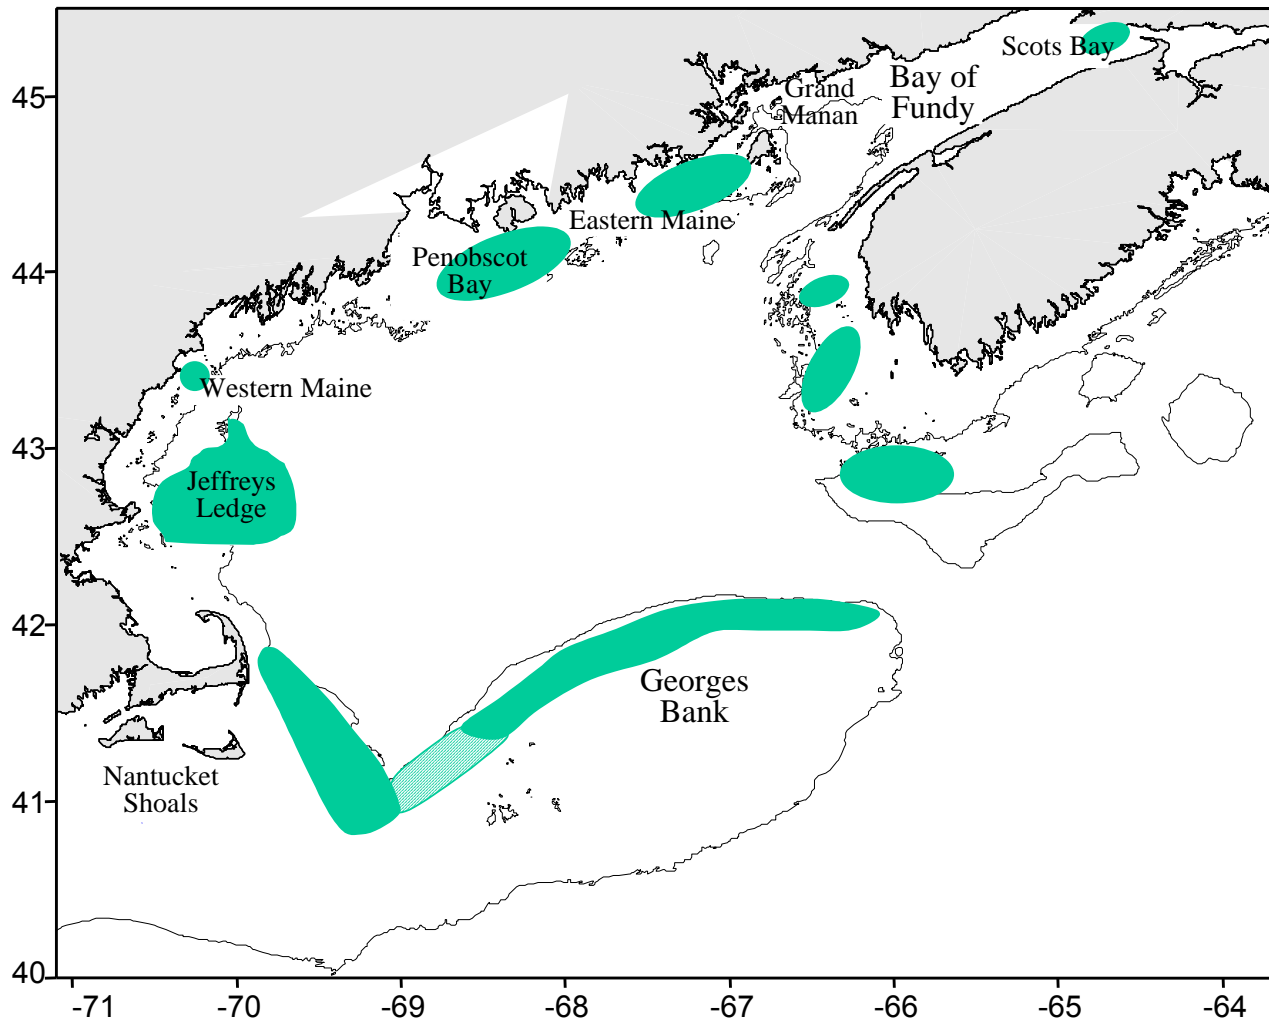 Scots Bay
Bay of
Fundy
Grand
Manan
45
Eastern Maine
Penobscot
Bay
44
Western Maine
43
Jeffreys
Ledge
42
Georges
Bank
Nantucket
Shoals
41
40
-71 -70 -69 -68 -67 -66 -65 -64